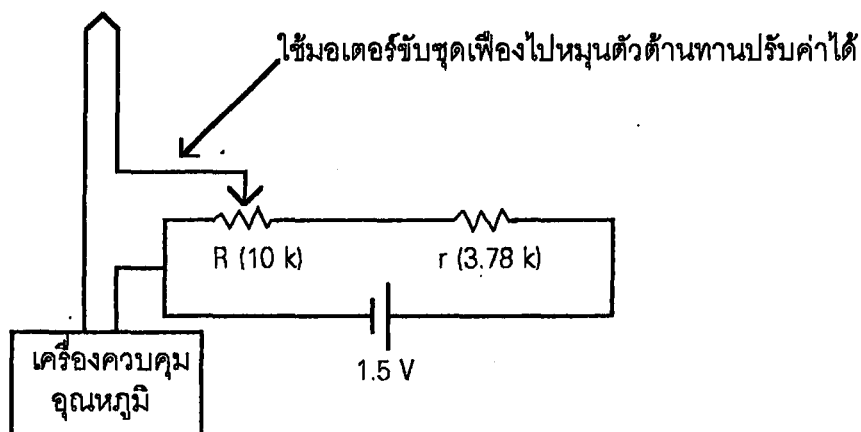 ใช้มอเตอร์ขับชุดเฟืองไปหมุนตัวต้านทานปรับค่าได้
R (10 k)
r (3.78 k)
1.5 V
เครื่องควบคุม
อุณหภูมิ